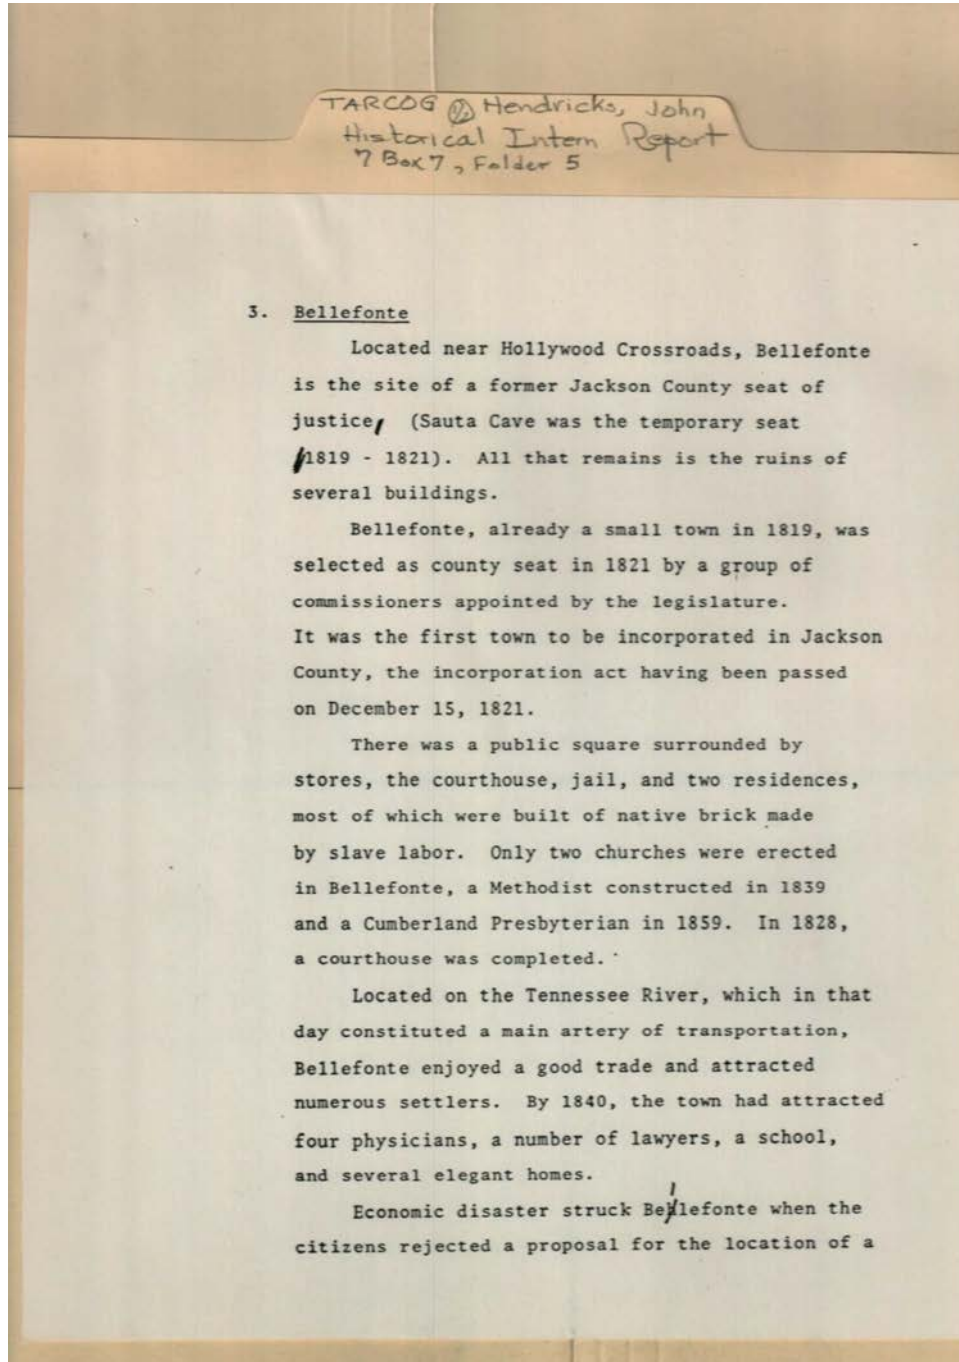 TARCOG Hendricks, John
Historical Intern Report
7 Box 7, Folder 5
3. Bellefonte
Located near Hollywood Crossroads, Bellefonte
is the site of a former Jackson County seat of
justice, (Sauta Cave was the temporary seat
1819 - 1821). All that remains is the ruins of
several buildings.
Bellefonte, already a small town in 1819, was
selected as county seat in 1821 by a group of
commissioners appointed by the legislature.
It was the first town to be incorporated in Jackson
County, the incorporation act having been passed
on December 15, 1821.
There was a public square surrounded by
stores, the courthouse, jail, and two residences,
most of which were built of native brick made
by slave labor. Only two churches were erected
in Bellefonte, a Methodist constructed in 1839
and a Cumberland Presbyterian in 1859. In 1828,
a courthouse was completed.
Located on the Tennessee River, which in that
day constituted a main artery of transportation,
Bellefonte enjoyed a good trade and attracted
numerous settlers. By 1840, the town had attracted
four physicians, a number of lawyers, a school,
and several elegant homes.
Economic disaster struck Bellefonte when the
citizens rejected a proposal for the location of a